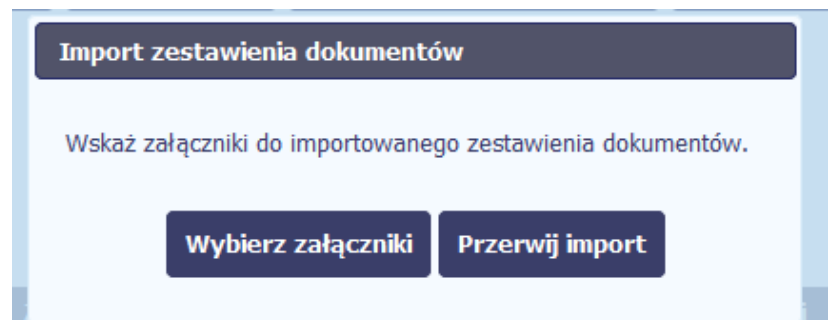 Import zestawienia dokumentów
Wskaż załączniki do importowanego zestawienia dokumentów.
Wybierz załączniki Przerwij import